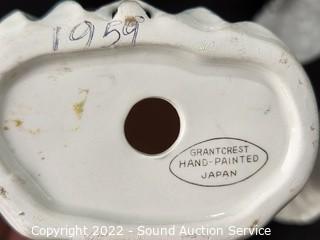 1959
GRANTCREST
HAND-PAINTED
JAPAN
Copyright 2022 - Sound Auction Service